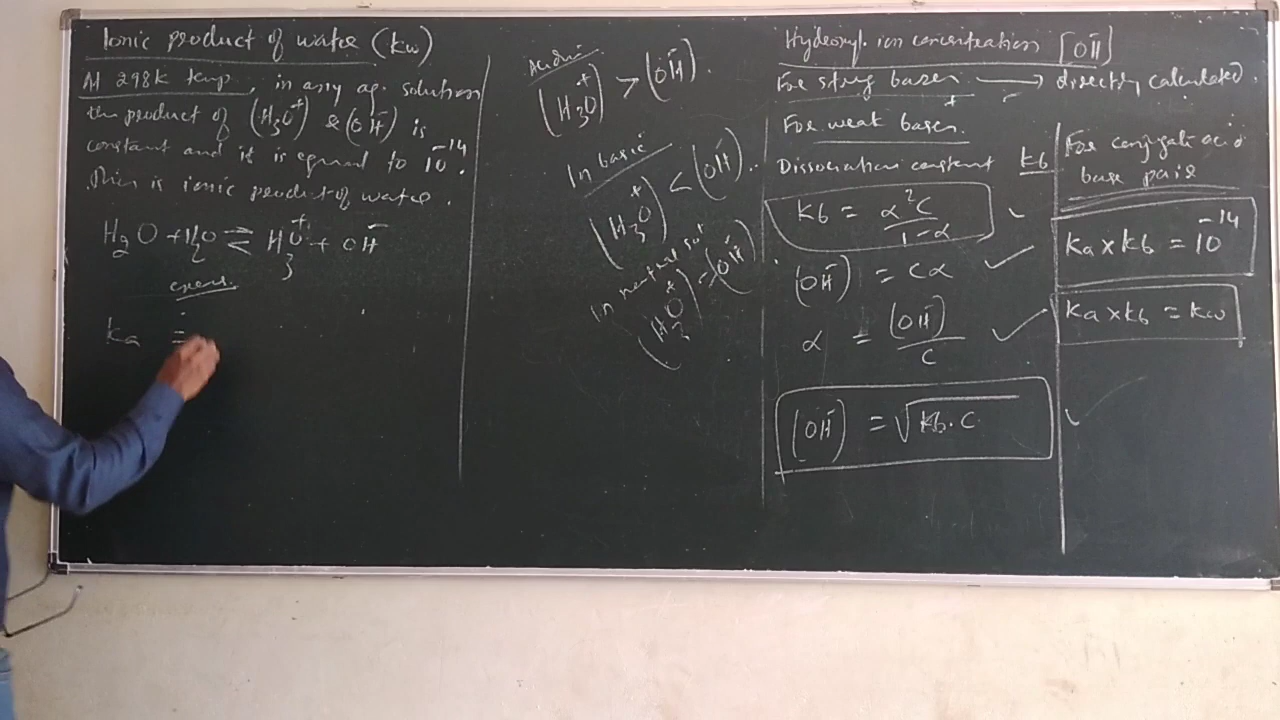 Ionic product of water (kw)
At 298k temp, in any aq. solution
the product of (H3O+) & (OH-) is
constant and it is equal to 10^-14.
This is ionic product of water.
H2O + H2O ⇌ H3O+ + OH-
excess.
ka =
Acidic
(H3O+) > (OH-).
In basic
(H3O+) < (OH-).
In neutral sol
(H3O+) = (OH-)
Hydroxyl ion concentration [OH-]
For strong bases → directly calculated.
For weak bases.
Dissociation constant kb
kb = α²C / 1-α
(OH-) = Cα
α = (OH-) / C
(OH-) = √kb.C
For conjugate acid
base pair
ka x kb = 10^-14
ka x kb = kw